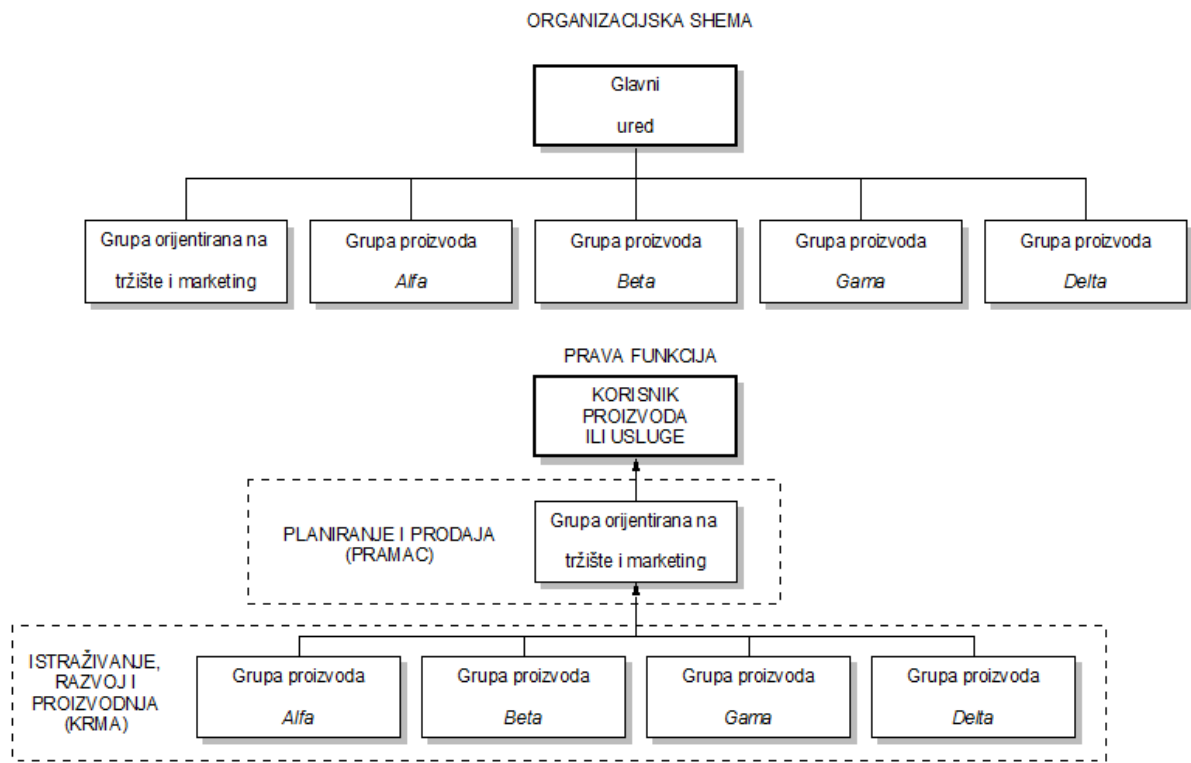 ORGANIZACIJSKA SHEMA
Glavni
ured
Grupa orijentirana na
tržište i marketing
Grupa proizvoda
Alfa
Grupa proizvoda
Beta
Grupa proizvoda
Gama
Grupa proizvoda
Delta
PRAVA FUNKCIJA
KORISNIK
PROIZVODA
ILI USLUGE
PLANIRANJE I PRODAJA
(PRAMAC)
Grupa orijentirana na
tržište i marketing
ISTRAŽIVANJE,
RAZVOJ I
PROIZVODNJA
(KRMA)
Grupa proizvoda
Alfa
Grupa proizvoda
Beta
Grupa proizvoda
Gama
Grupa proizvoda
Delta